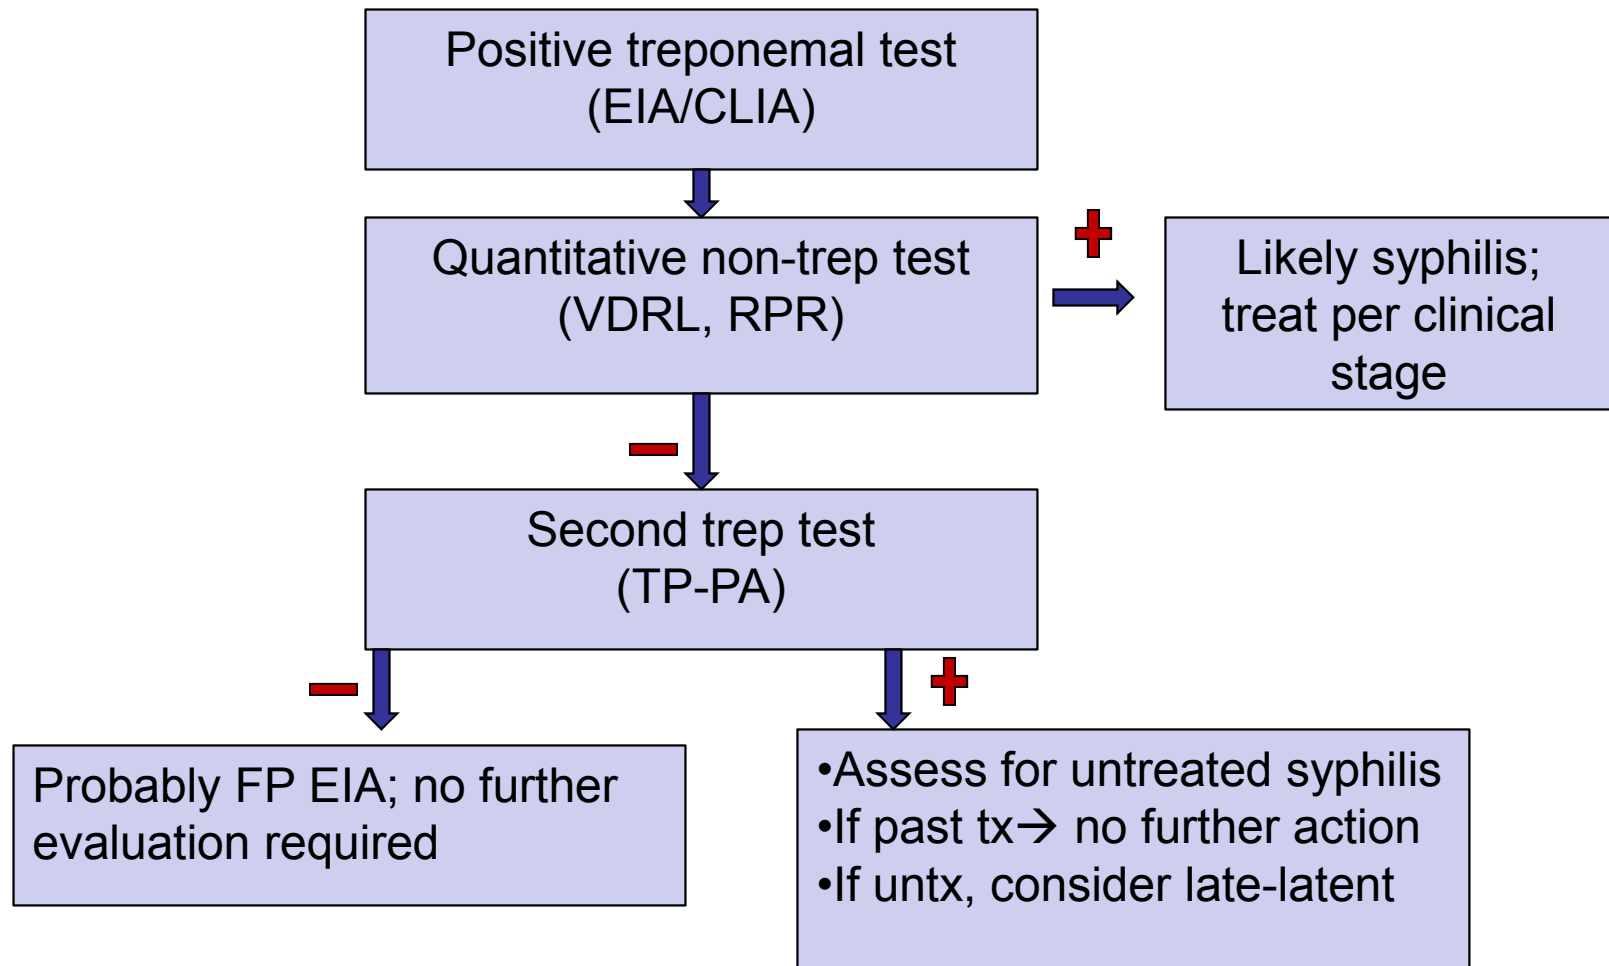 Positive treponemal test
(EIA/CLIA)
Quantitative non-trep test
(VDRL, RPR)
Likely syphilis;
treat per clinical
stage
Second trep test
(TP-PA)
Probably FP EIA; no further
evaluation required
•Assess for untreated syphilis
•If past tx→ no further action
•If untx, consider late-latent